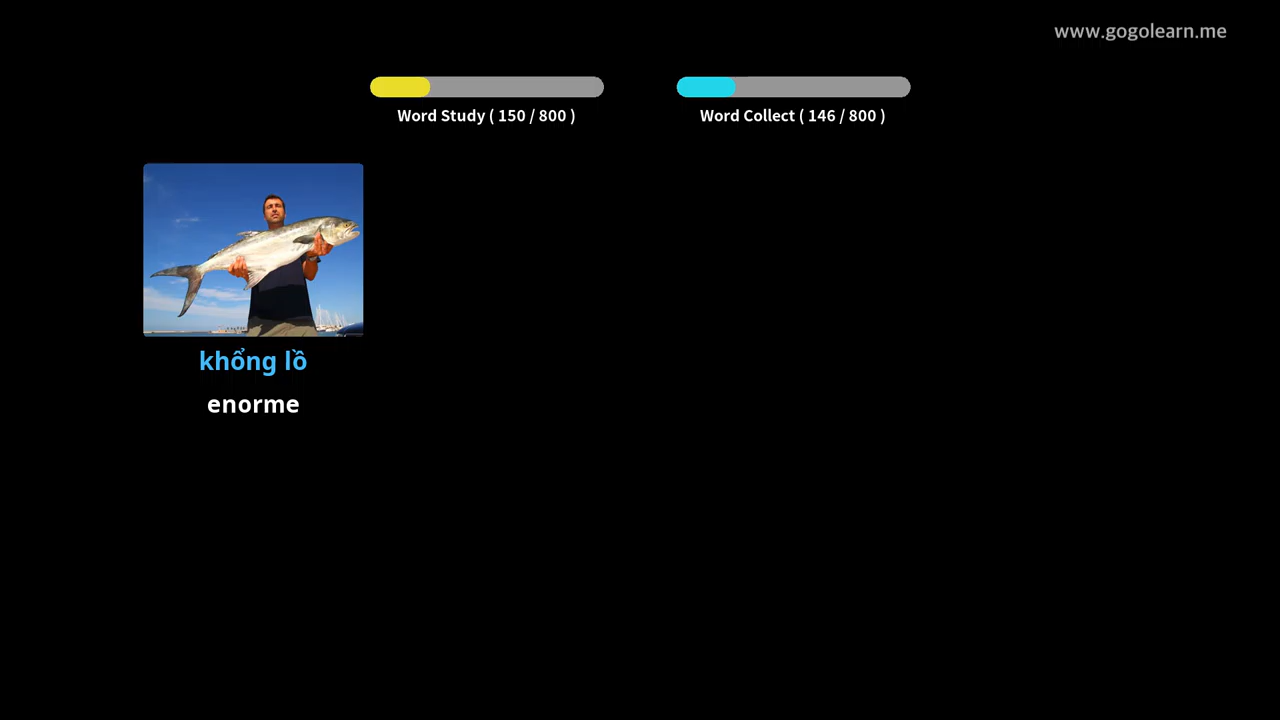 www.gogolearn.me
Word Study ( 150 / 800 )
Word Collect ( 146 / 800 )
khổng lồ
enorme